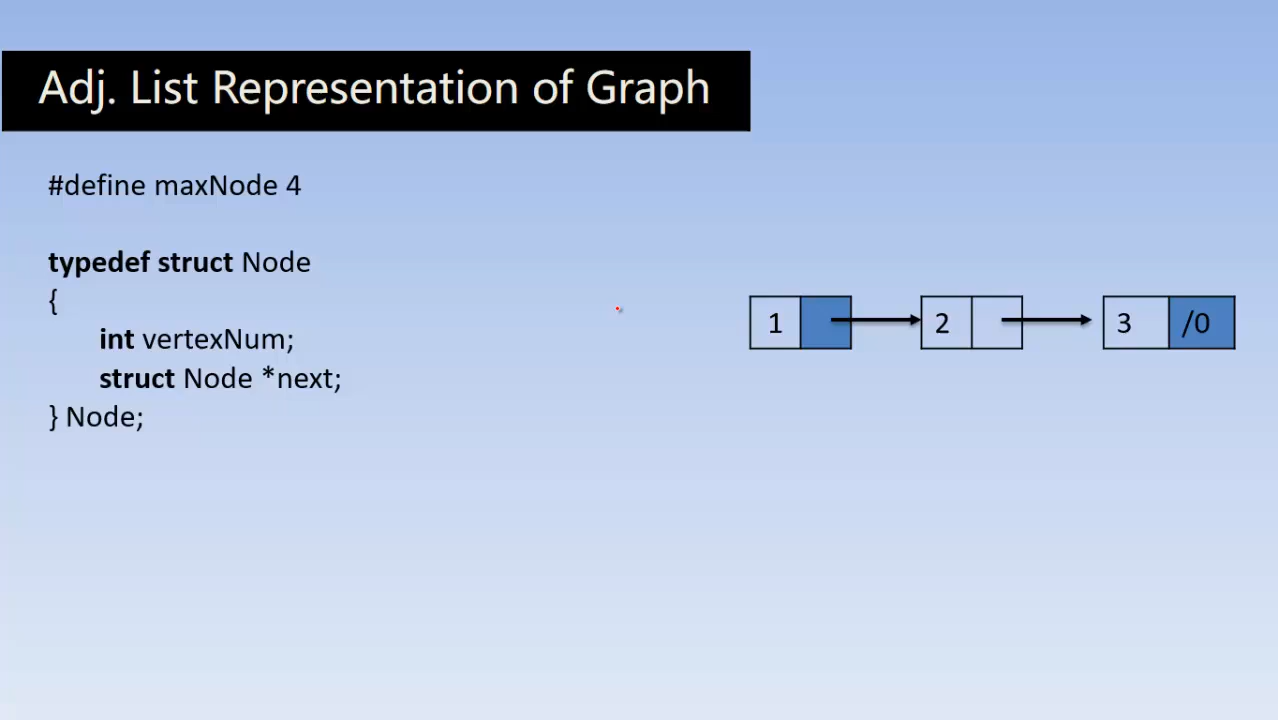 Adj. List Representation of Graph
#define maxNode 4
typedef struct Node
{
int vertexNum;
struct Node *next;
} Node;
1 2 3 /0